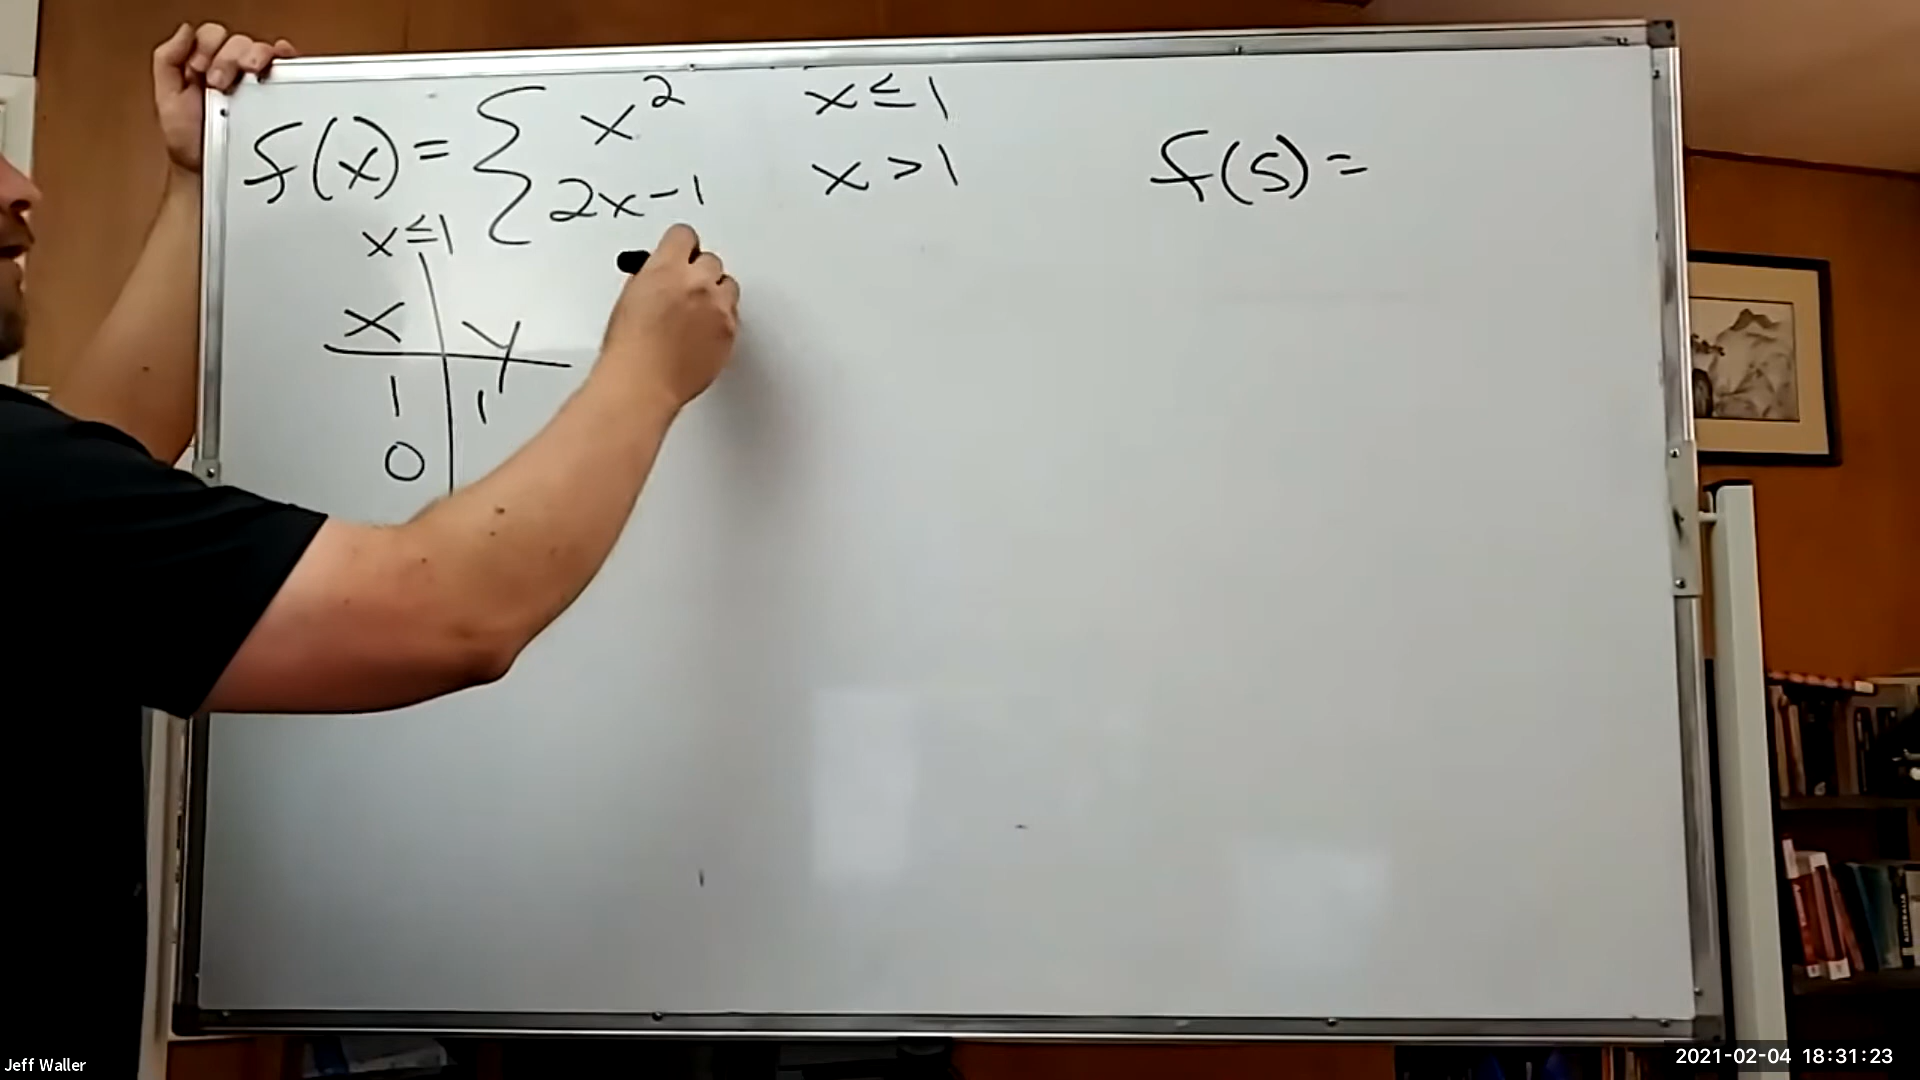 f(x) = { x² x ≤ 1
2x - 1 x > 1
f(5) =
x ≤ 1
x y
1 1
0
Jeff Waller
2021-02-04 18:31:23